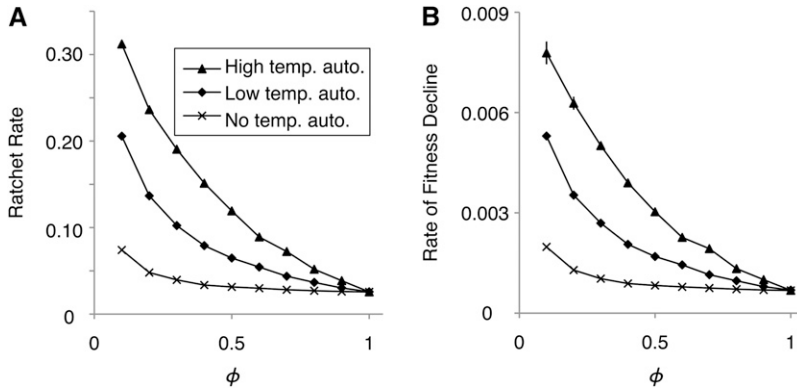 A
Ratchet Rate
0.30
0.20
0.10
0
0
0.5
1
ϕ
High temp. auto.
Low temp. auto.
No temp. auto.
B
Rate of Fitness Decline
0.009
0.006
0.003
0
0
0.5
1
ϕ